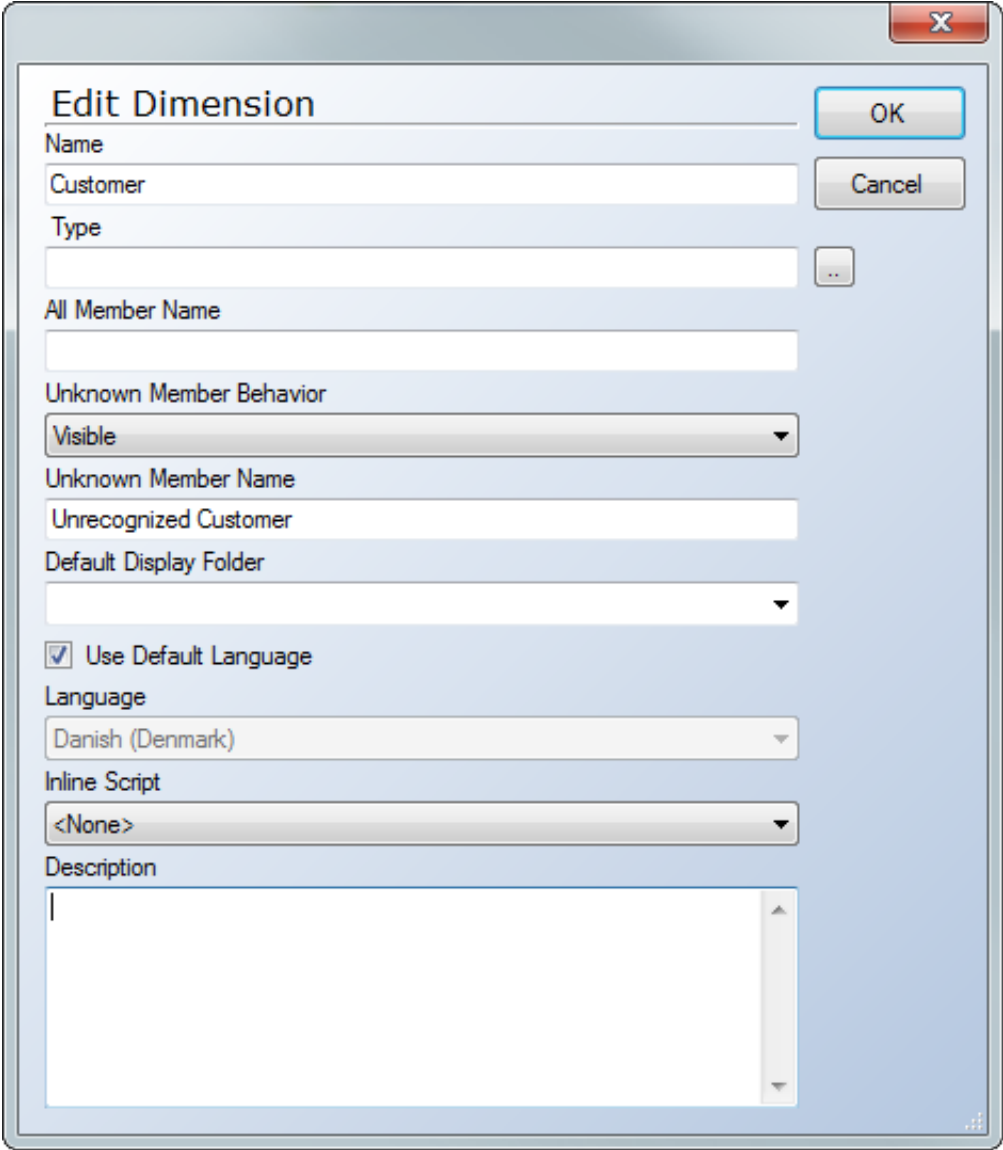 Edit Dimension
OK
Name
Customer
Cancel
Type
..
All Member Name
Unknown Member Behavior
Visible
Unknown Member Name
Unrecognized Customer
Default Display Folder
Use Default Language
Language
Danish (Denmark)
Inline Script
<None>
Description